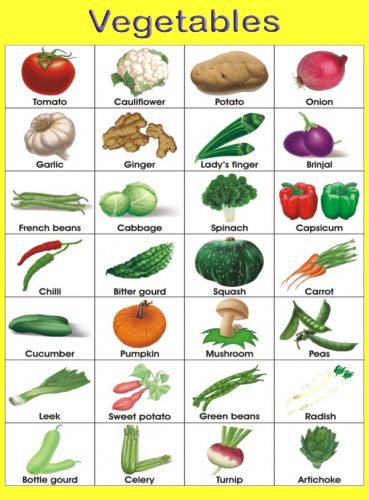 Vegetables
Tomato Cauliflower Potato Onion
Garlic Ginger Lady's finger Brinjal
French beans Cabbage Spinach Capsicum
Chilli Bitter gourd Squash Carrot
Cucumber Pumpkin Mushroom Peas
Leek Sweet potato Green beans Radish
Bottle gourd Celery Turnip Artichoke